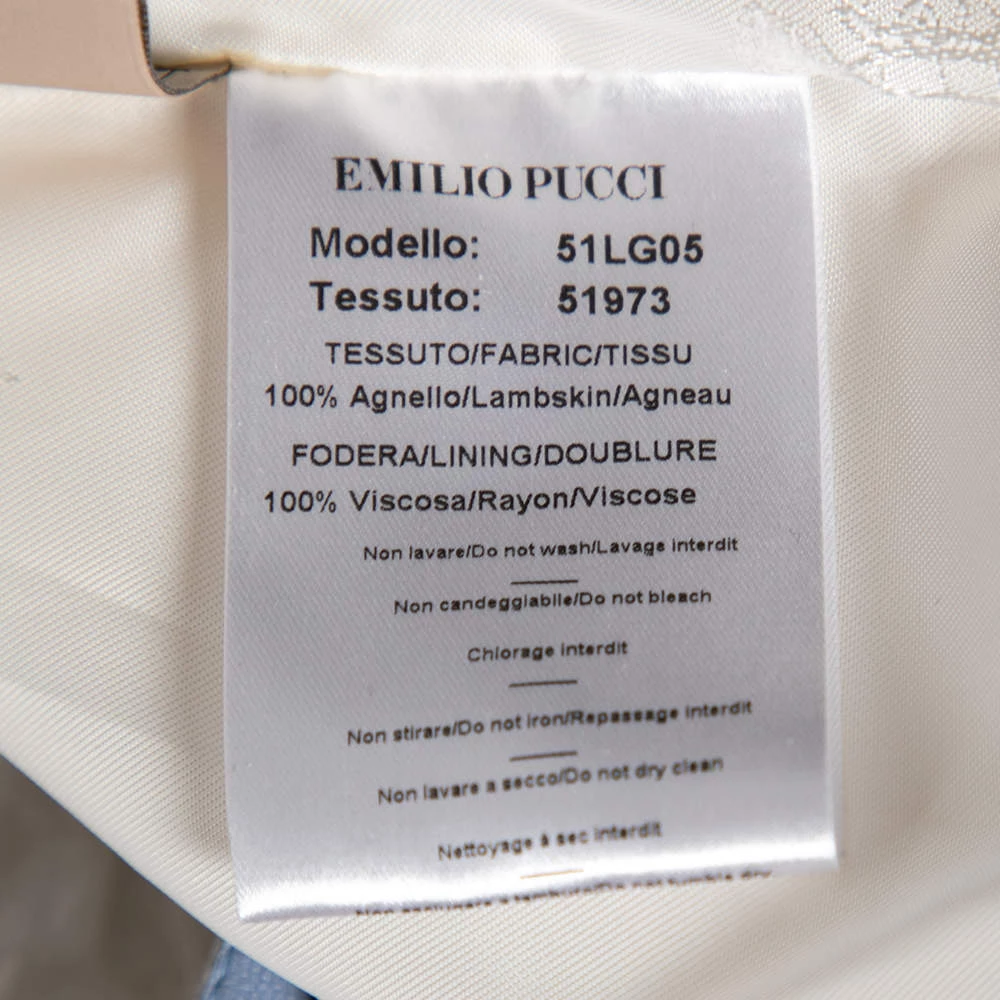 EMILIO PUCCI
Modello: 51LG05
Tessuto: 51973
TESSUTO/FABRIC/TISSU
100% Agnello/Lambskin/Agneau
FODERA/LINING/DOUBLURE
100% Viscosa/Rayon/Viscose
Non lavare/Do not wash/Lavage interdit
Non candeggiabile/Do not bleach
Chlorage interdit
Non stirare/Do not iron/Repassage interdit
Non lavare a secco/Do not dry clean
Nettoyage à sec interdit